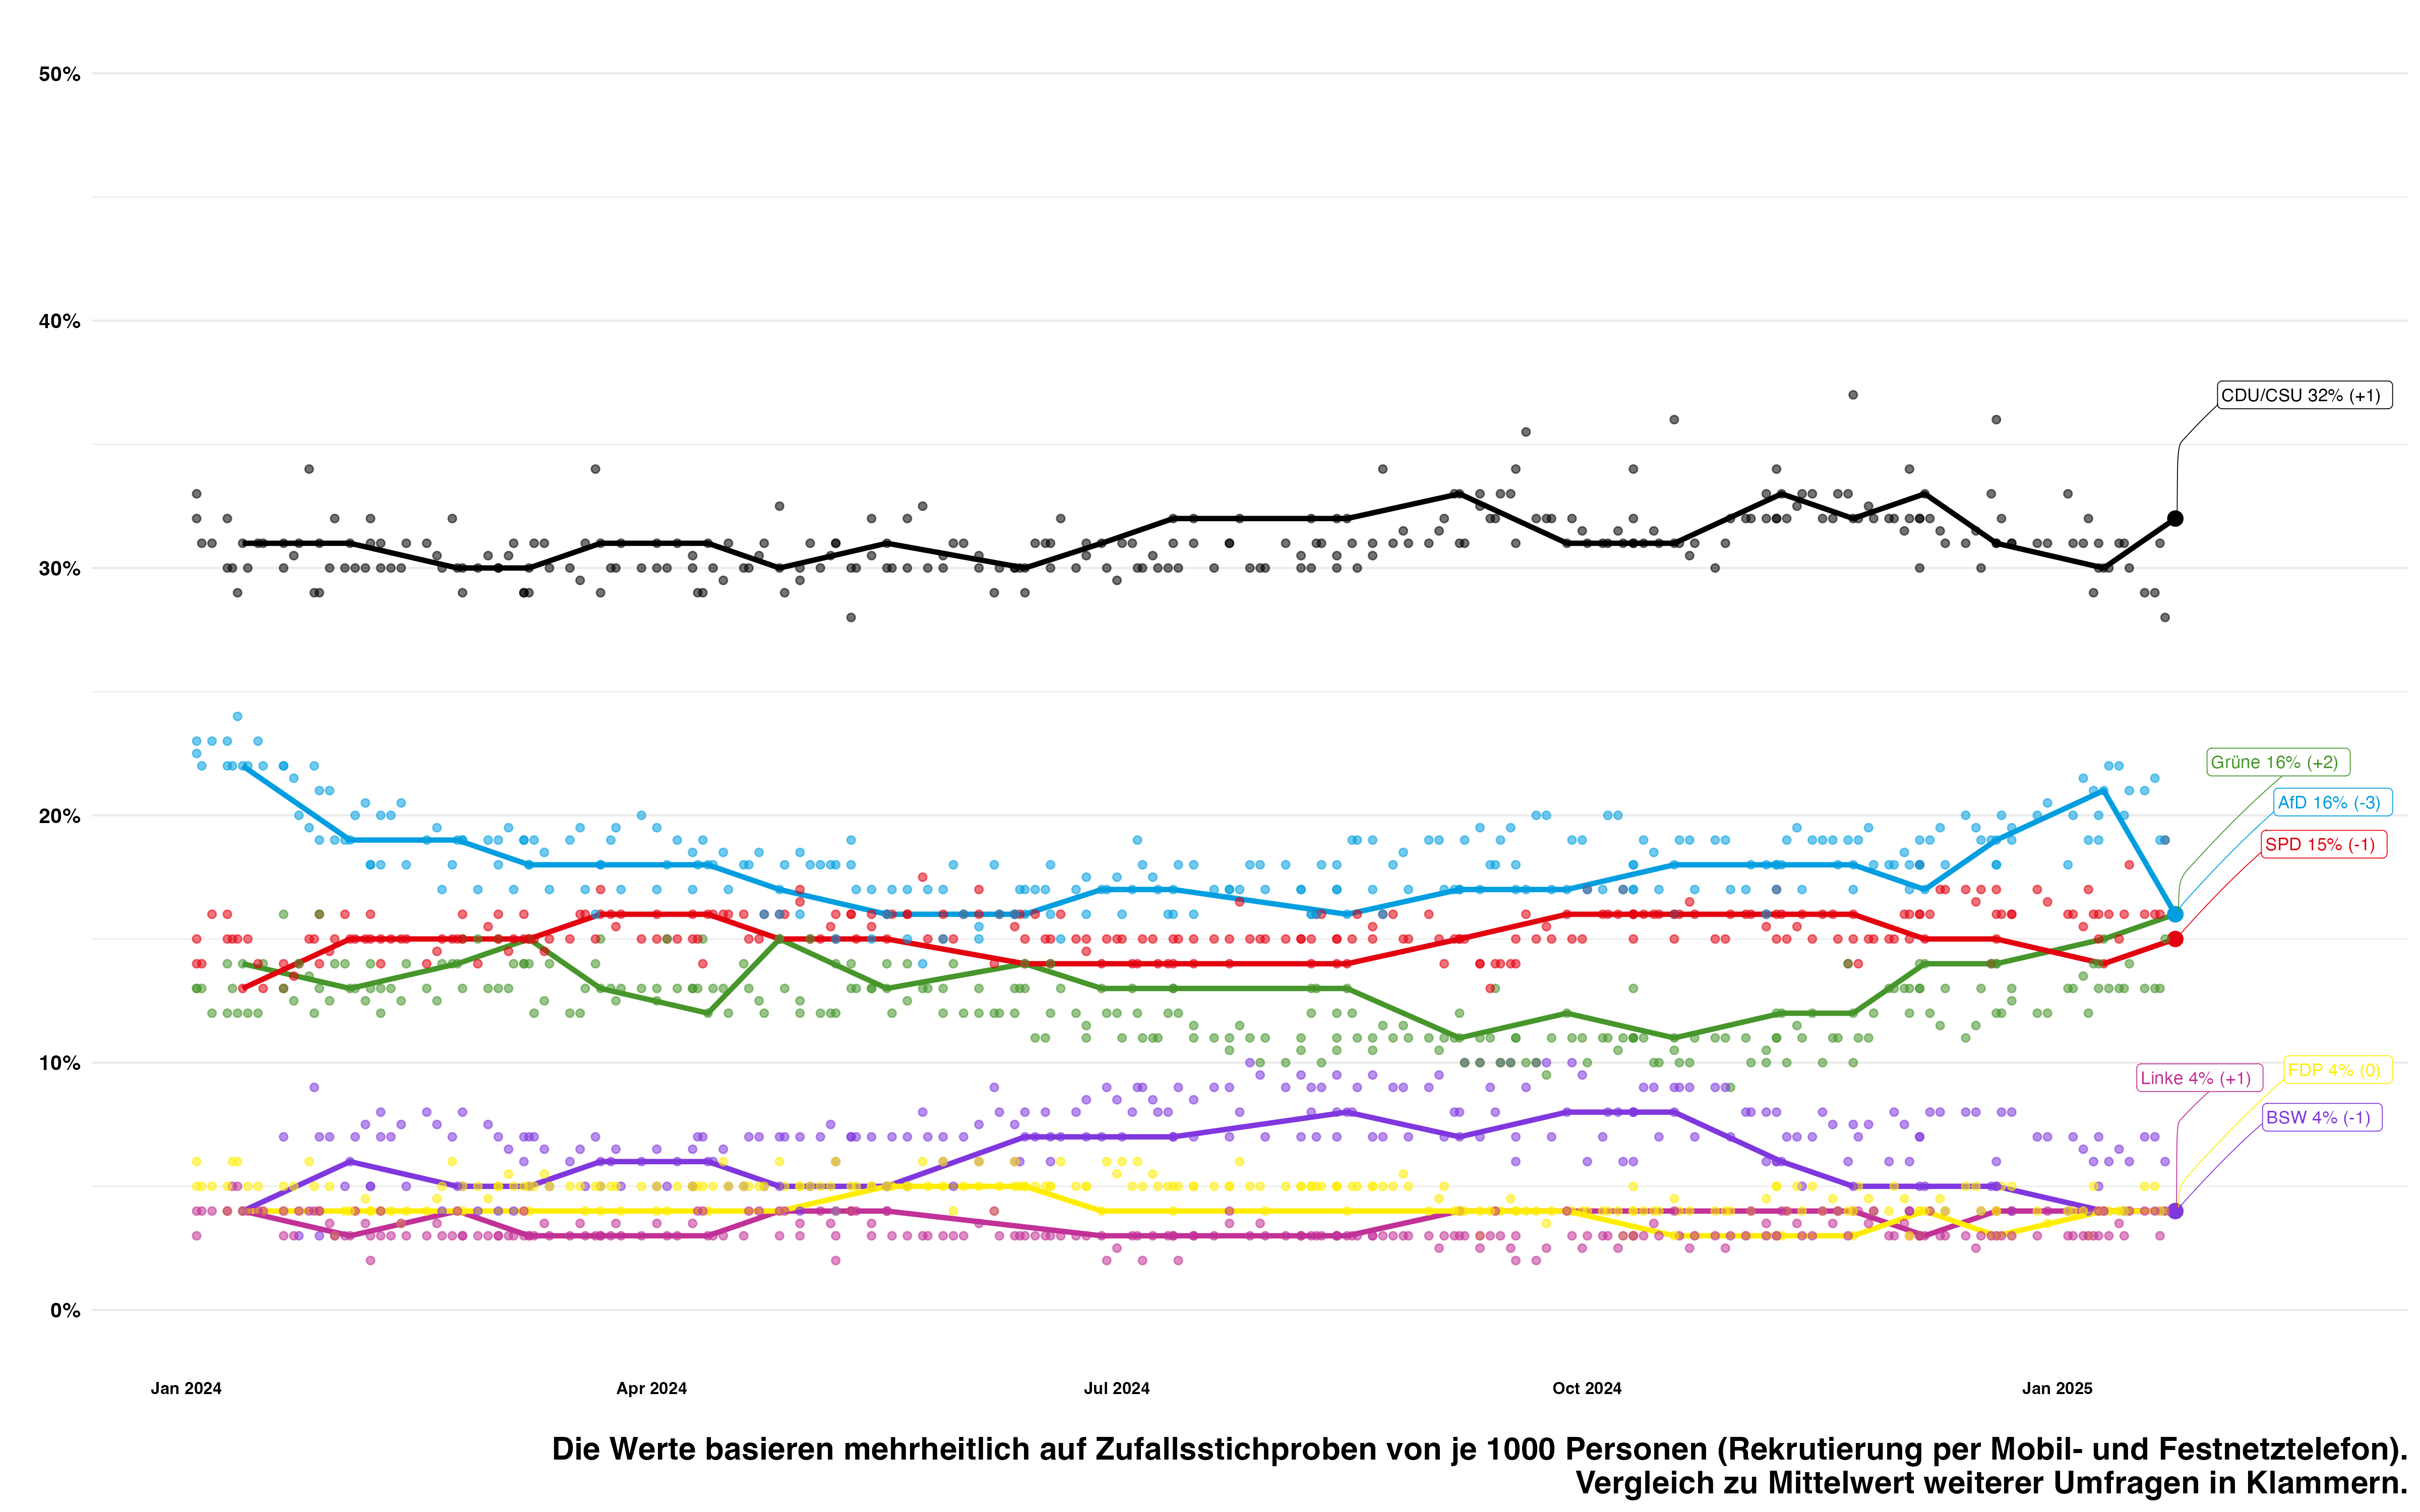 50%
40%
30%
20%
10%
0%
CDU/CSU 32% (+1)
Grüne 16% (+2)
AfD 16% (-3)
SPD 15% (-1)
FDP 4% (0)
Linke 4% (+1)
BSW 4% (-1)
Jan 2024
Apr 2024
Jul 2024
Oct 2024
Jan 2025
Die Werte basieren mehrheitlich auf Zufallsstichproben von je 1000 Personen (Rekrutierung per Mobil- und Festnetztelefon).
Vergleich zu Mittelwert weiterer Umfragen in Klammern.